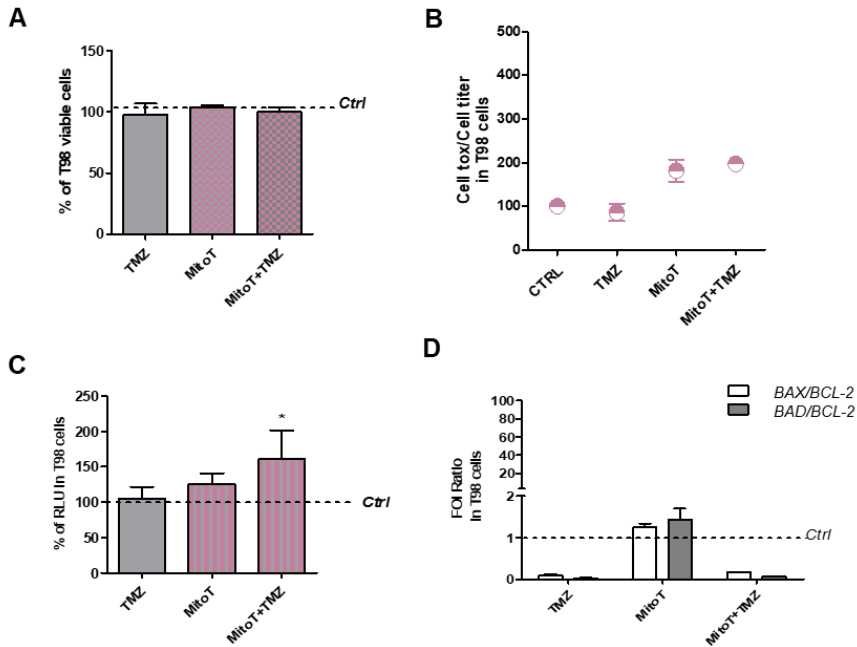 A
% of T98 viable cells
150
100
50
0
Ctrl
TMZ
MitoT
MitoT+TMZ
B
Cell tox/Cell titer
in T98 cells
500
400
300
200
100
0
CTRL
TMZ
MitoT
MitoT+TMZ
C
% of RLU In T98 cells
250
200
150
100
50
0
*
Ctrl
TMZ
MitoT
MitoT+TMZ
D
FOI Ratio
In T98 cells
100
80
60
40
20
2
1
0
BAX/BCL-2
BAD/BCL-2
Ctrl
TMZ
MitoT
MitoT+TMZ